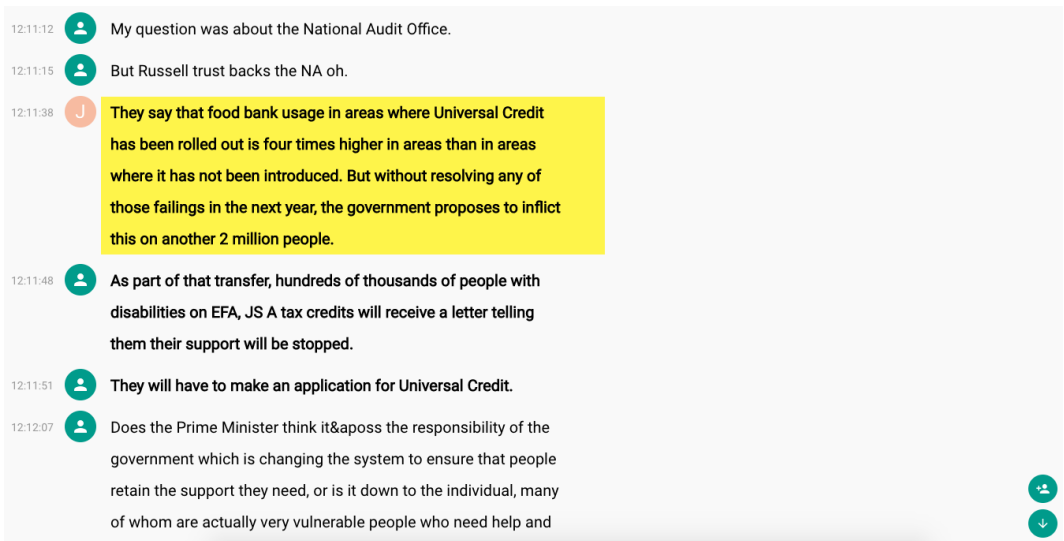 12:11:12 My question was about the National Audit Office.
12:11:15 But Russell trust backs the NA oh.
12:11:38 J They say that food bank usage in areas where Universal Credit
has been rolled out is four times higher in areas than in areas
where it has not been introduced. But without resolving any of
those failings in the next year, the government proposes to inflict
this on another 2 million people.
12:11:48 As part of that transfer, hundreds of thousands of people with
disabilities on EFA, JS A tax credits will receive a letter telling
them their support will be stopped.
12:11:51 They will have to make an application for Universal Credit.
12:12:07 Does the Prime Minister think it&aposs the responsibility of the
government which is changing the system to ensure that people
retain the support they need, or is it down to the individual, many
of whom are actually very vulnerable people who need help and